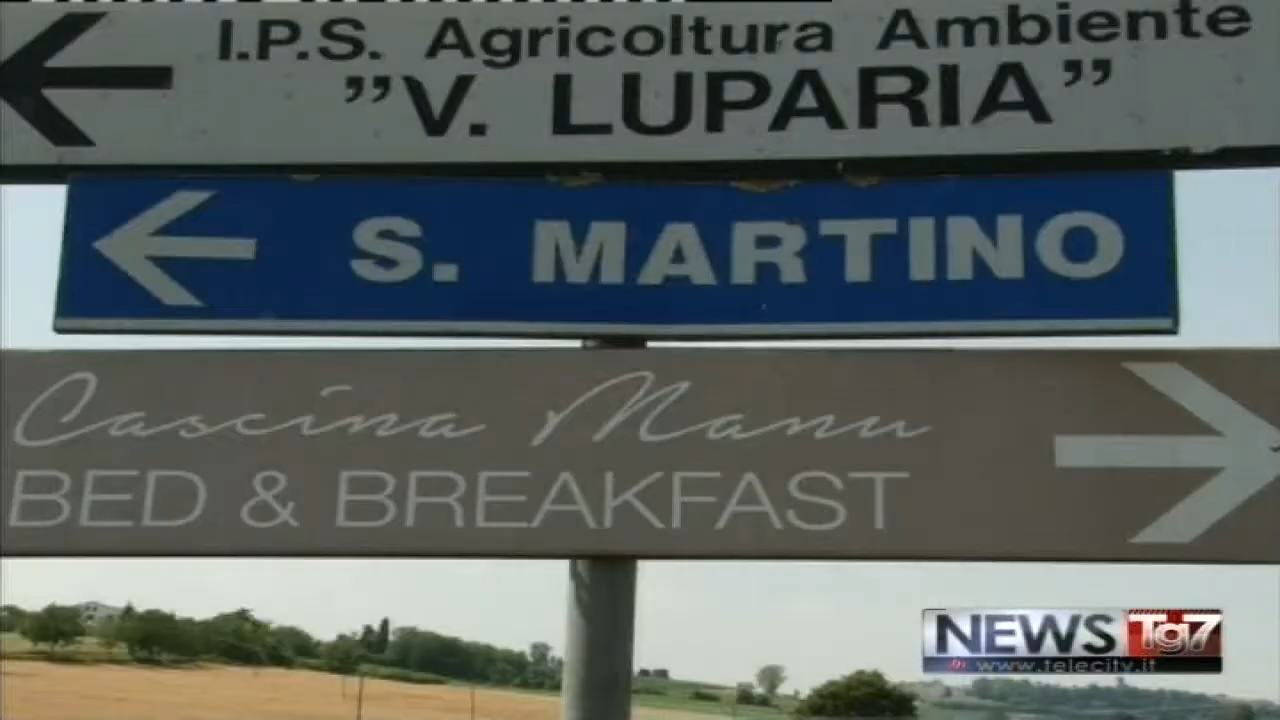 I.P.S. Agricoltura Ambiente
”V. LUPARIA”
S. MARTINO
Cascina Manu
BED & BREAKFAST
NEWS Tg7
www.telecity.it